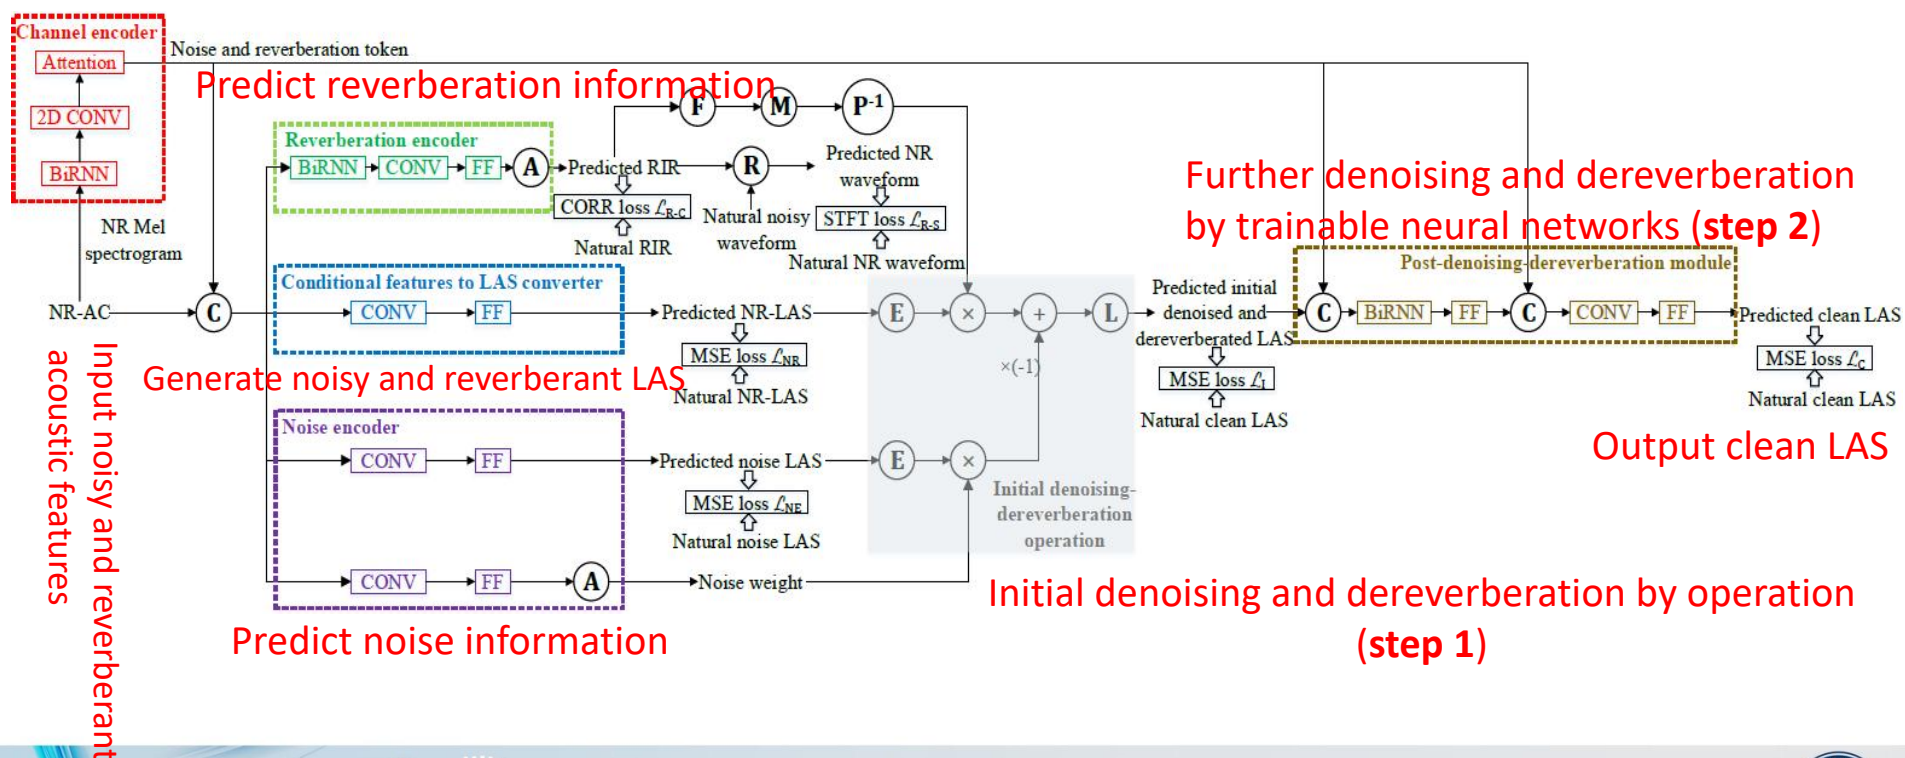 Channel encoder
Attention
2D CONV
BiRNN
NR Mel
spectrogram
NR-AC
Noise and reverberation token
Predict reverberation information
F
M
P-1
Reverberation encoder
BiRNN
CONV
FF
A
Predicted RIR
CORR loss ℒR-C
Natural RIR
R
Natural noisy
waveform
Predicted NR
waveform
STFT loss ℒR-S
Natural NR waveform
C
Conditional features to LAS converter
CONV
FF
Predicted NR-LAS
MSE loss ℒNR
Natural NR-LAS
Generate noisy and reverberant LAS
Noise encoder
CONV
FF
Predicted noise LAS
MSE loss ℒNE
Natural noise LAS
CONV
FF
A
Noise weight
Predict noise information
Input noisy and reverberant
acoustic features
E
×
+
L
×(-1)
E
×
Initial denoising-
dereverberation
operation
Initial denoising and dereverberation by operation
(step 1)
Predicted initial
denoised and
dereverberated LAS
MSE loss ℒI
Natural clean LAS
Further denoising and dereverberation
by trainable neural networks (step 2)
Post-denoising-dereverberation module
C
BiRNN
FF
C
CONV
FF
Predicted clean LAS
MSE loss ℒC
Natural clean LAS
Output clean LAS